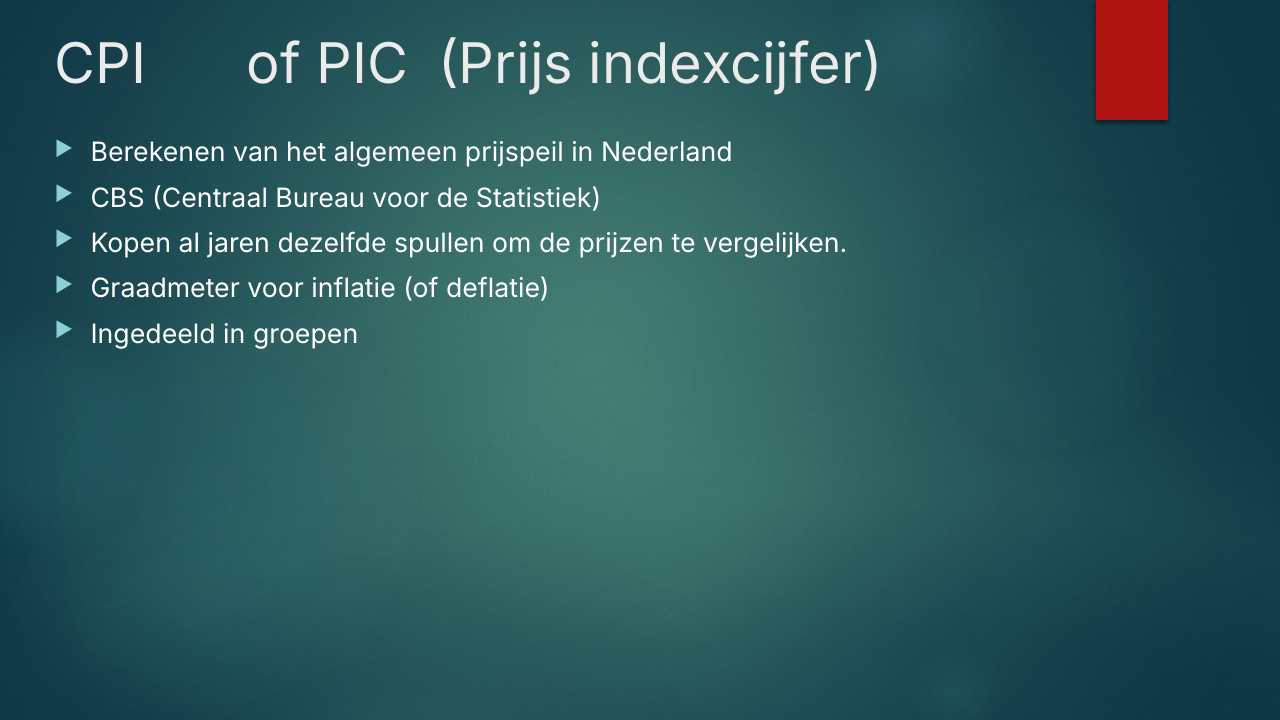 CPI of PIC (Prijs indexcijfer)
Berekenen van het algemeen prijspeil in Nederland
CBS (Centraal Bureau voor de Statistiek)
Kopen al jaren dezelfde spullen om de prijzen te vergelijken.
Graadmeter voor inflatie (of deflatie)
Ingedeeld in groepen